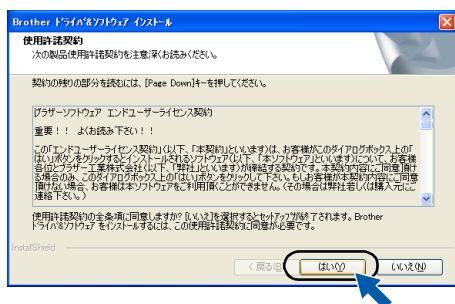 Brother ﾄﾞﾗｲﾊﾞ&ｿﾌﾄｳｪｱ インストール
使用許諾契約
次の製品使用許諾契約を注意深くお読みください。
契約の残りの部分を読むには、[Page Down]キーを押してください。
ブラザーソフトウェア エンドユーザーライセンス契約
重要！！ よくお読み下さい！！
この「エンドユーザーライセンス契約」(以下、「本契約」といいます)は、お客様がこのダイアログボックス上の「
はい」ボタンをクリックするとインストールされるソフトウェア(以下、「本ソフトウェア」といいます)について、お客様
各位とブラザー工業株式会社(以下、「弊社」といいます)が締結する契約です。本契約内容にご同意頂け
る場合のみ、このダイアログボックス上の「はい」ボタンをクリックして下さい。もしお客様が本契約内容にご同意
頂けない場合、お客様は本ソフトウェアをご利用頂くことができません。(その場合は弊社若しくは購入元にご
連絡下さい。)
使用許諾契約の全条項に同意しますか? [いいえ]を選択するとセットアップが終了されます。Brother
ﾄﾞﾗｲﾊﾞ&ｿﾌﾄｳｪｱ をインストールするには、この使用許諾契約に同意が必要です。
InstallShield
< 戻る(B) はい(Y) いいえ(N)